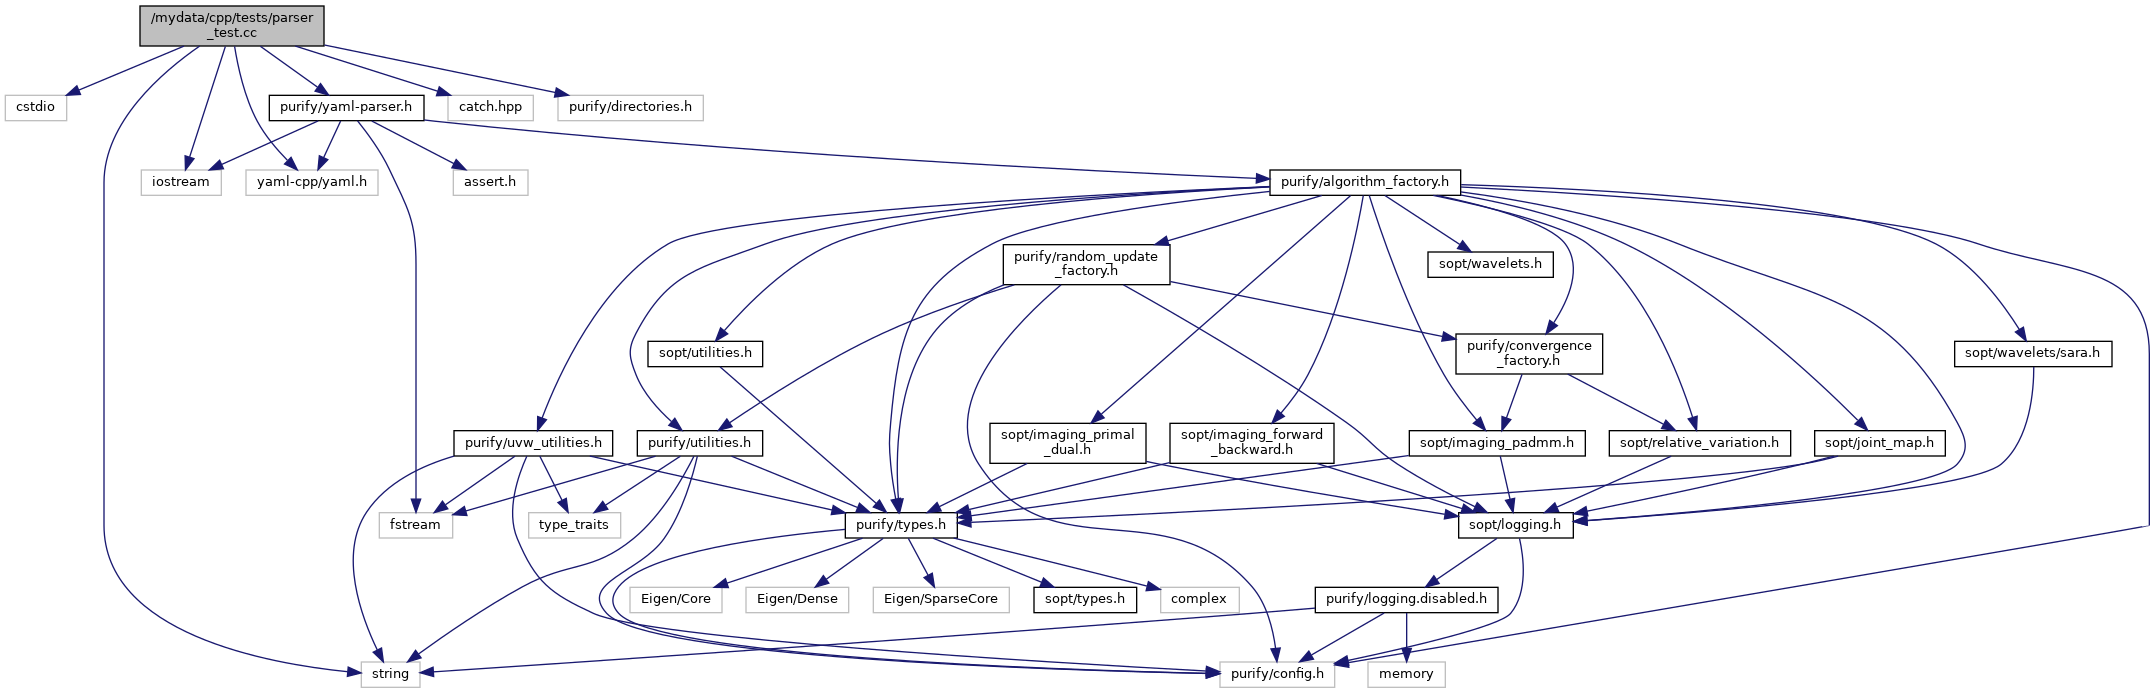 /mydata/cpp/tests/parser
_test.cc
cstdio
purify/yaml-parser.h
catch.hpp
purify/directories.h
iostream
yaml-cpp/yaml.h
assert.h
purify/algorithm_factory.h
purify/random_update
_factory.h
sopt/wavelets.h
sopt/utilities.h
purify/convergence
_factory.h
sopt/wavelets/sara.h
purify/uvw_utilities.h
purify/utilities.h
sopt/imaging_primal
_dual.h
sopt/imaging_forward
_backward.h
sopt/imaging_padmm.h
sopt/relative_variation.h
sopt/joint_map.h
fstream
type_traits
purify/types.h
sopt/logging.h
Eigen/Core
Eigen/Dense
Eigen/SparseCore
sopt/types.h
complex
purify/logging.disabled.h
string
purify/config.h
memory